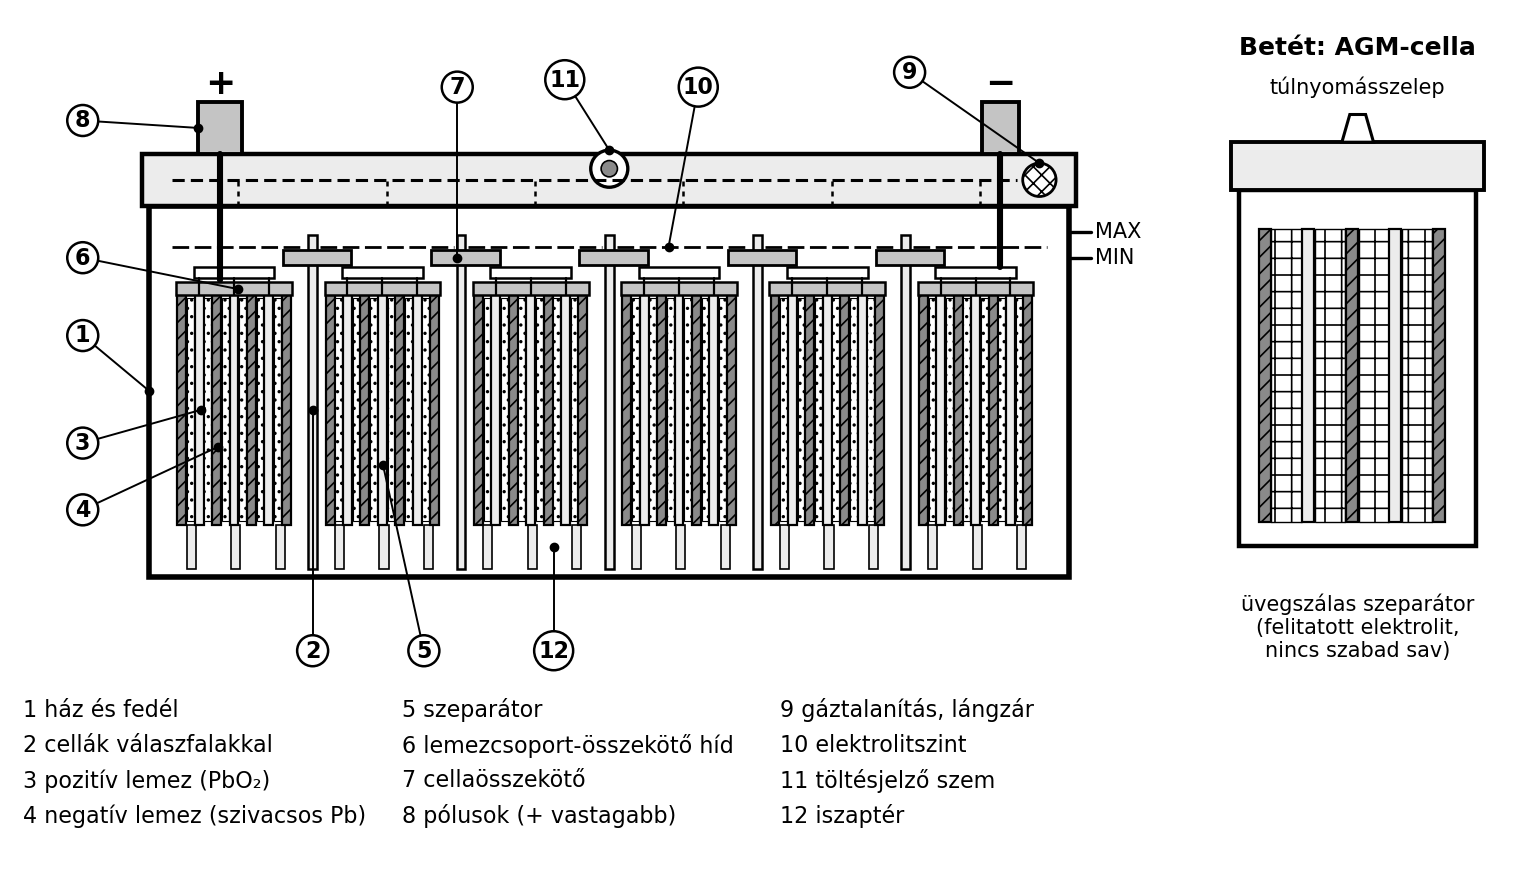 Betét: AGM-cella
túlnyomásszelep
+
−
8
7
11
10
9
6
MAX
MIN
1
3
4
2
5
12
üvegszálas szeparátor
(felitatott elektrolit,
nincs szabad sav)
1 ház és fedél
2 cellák válaszfalakkal
3 pozitív lemez (PbO₂)
4 negatív lemez (szivacsos Pb)
5 szeparátor
6 lemezcsoport-összekötő híd
7 cellaösszekötő
8 pólusok (+ vastagabb)
9 gáztalanítás, lángzár
10 elektrolitszint
11 töltésjelző szem
12 iszaptér